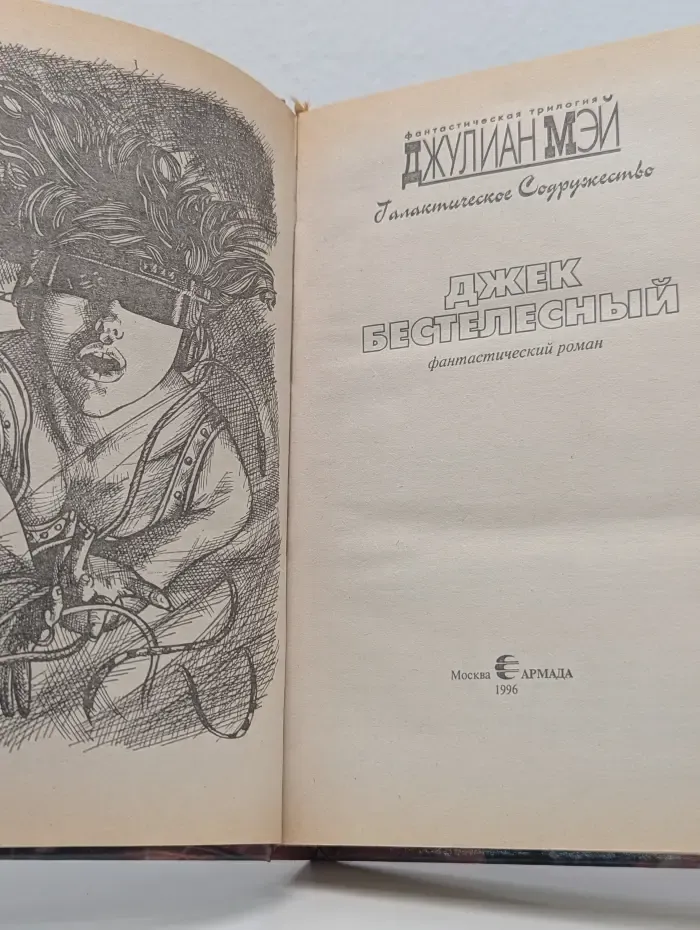 фантастическая трилогия
ДЖУЛИАН МЭЙ
Галактическое Содружество
ДЖЕК
БЕСТЕЛЕСНЫЙ
фантастический роман
Москва АРМАДА
1996